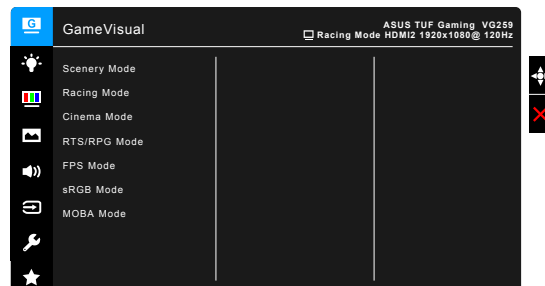 G
GameVisual
ASUS TUF Gaming VG259
Racing Mode HDMI2 1920x1080@ 120Hz
Scenery Mode
Racing Mode
Cinema Mode
RTS/RPG Mode
FPS Mode
sRGB Mode
MOBA Mode